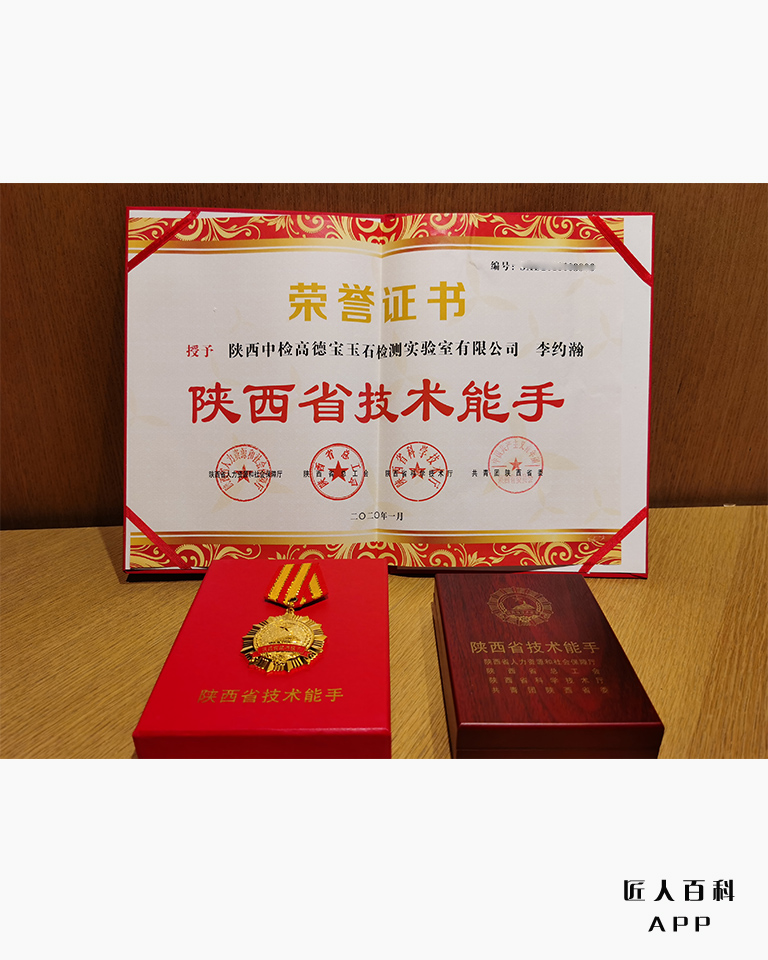 编号：
荣誉证书
授予 陕西中检高德宝玉石检测实验室有限公司 李约瀚
陕西省技术能手
陕西省人力资源和社会保障厅 陕西省总工会 陕西省科学技术厅 共青团陕西省委
二〇二〇年一月
陕西省技术能手
陕西省技术能手
陕西省人力资源和社会保障厅
陕西省总工会
陕西省科学技术厅
共青团陕西省委
匠人百科
APP